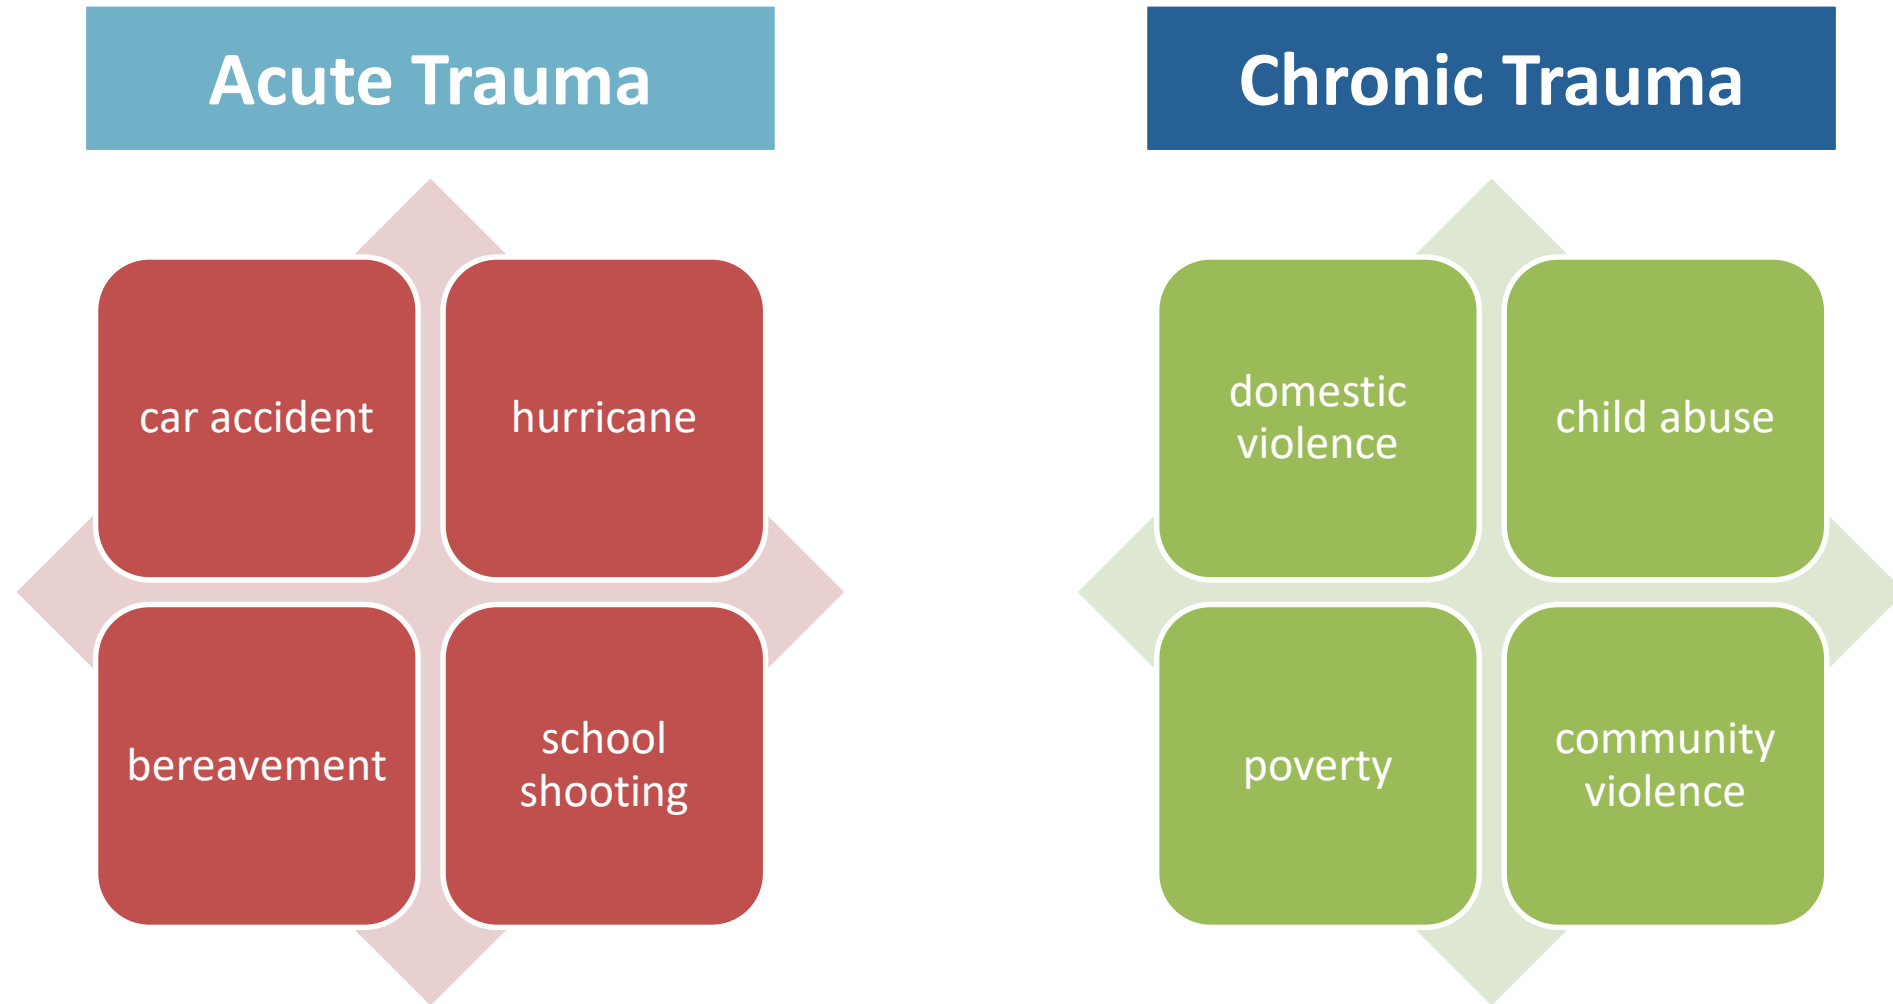 Acute Trauma
car accident
hurricane
bereavement
school
shooting
Chronic Trauma
domestic
violence
child abuse
poverty
community
violence